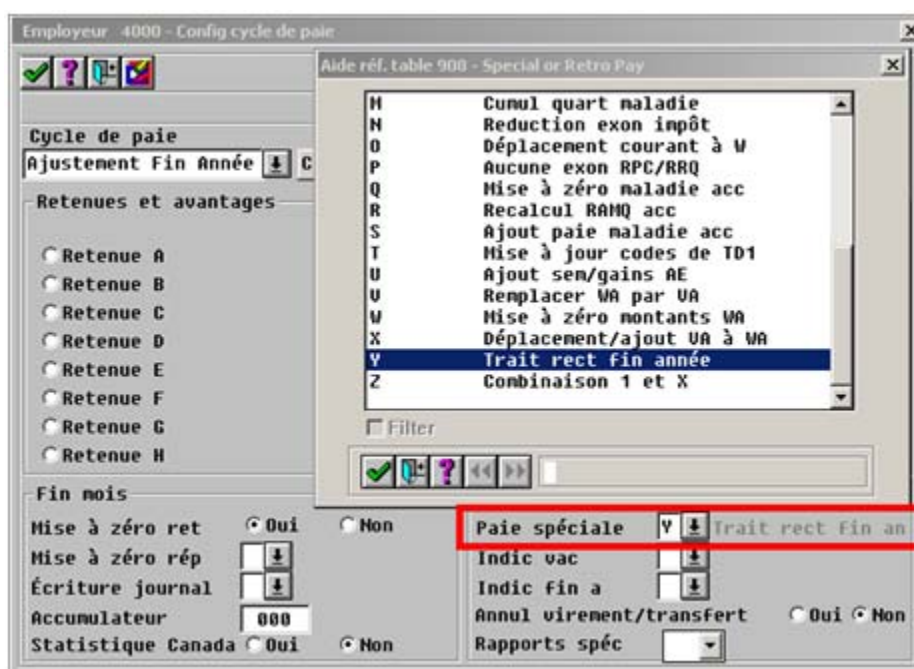 Employeur 4000 - Config cycle de paie
Aide réf. table 900 - Special or Retro Pay
M Cumul quart maladie
N Reduction exon impôt
O Déplacement courant à W
P Aucune exon RPC/RRQ
Q Mise à zéro maladie acc
R Recalcul RAMQ acc
S Ajout paie maladie acc
T Mise à jour codes de TD1
U Ajout sem/gains AE
V Remplacer WA par VA
W Mise à zéro montants WA
X Déplacement/ajout VA à WA
Y Trait rect fin année
Z Combinaison 1 et X
Filter
Cycle de paie
Ajustement Fin Année C
Retenues et avantages
Retenue A
Retenue B
Retenue C
Retenue D
Retenue E
Retenue F
Retenue G
Retenue H
Fin mois
Mise à zéro ret Oui Non
Mise à zéro rép
Écriture journal
Accumulateur 000
Statistique Canada Oui Non
Paie spéciale Y Trait rect fin an
Indic vac
Indic fin a
Annul virement/transfert Oui Non
Rapports spéc